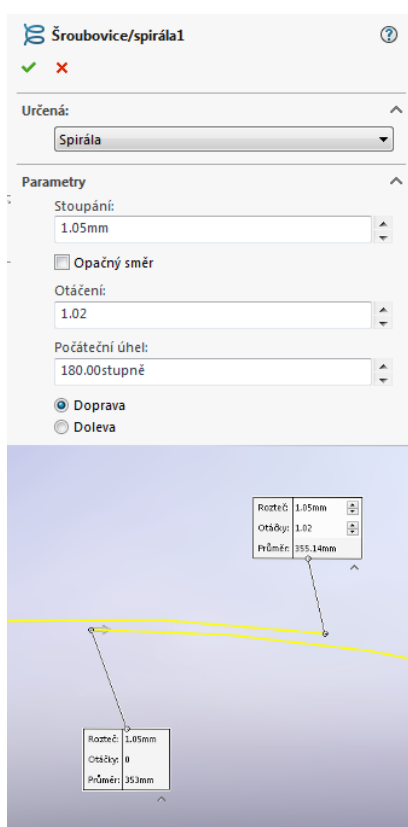 Šroubovice/spirála1
Určená:
Spirála
Parametry
Stoupání:
1.05mm
Opačný směr
Otáčení:
1.02
Počáteční úhel:
180.00stupně
Doprava
Doleva
Rozteč: 1.05mm
Otáčky: 1.02
Průměr: 355.14mm
Rozteč: 1.05mm
Otáčky: 0
Průměr: 353mm